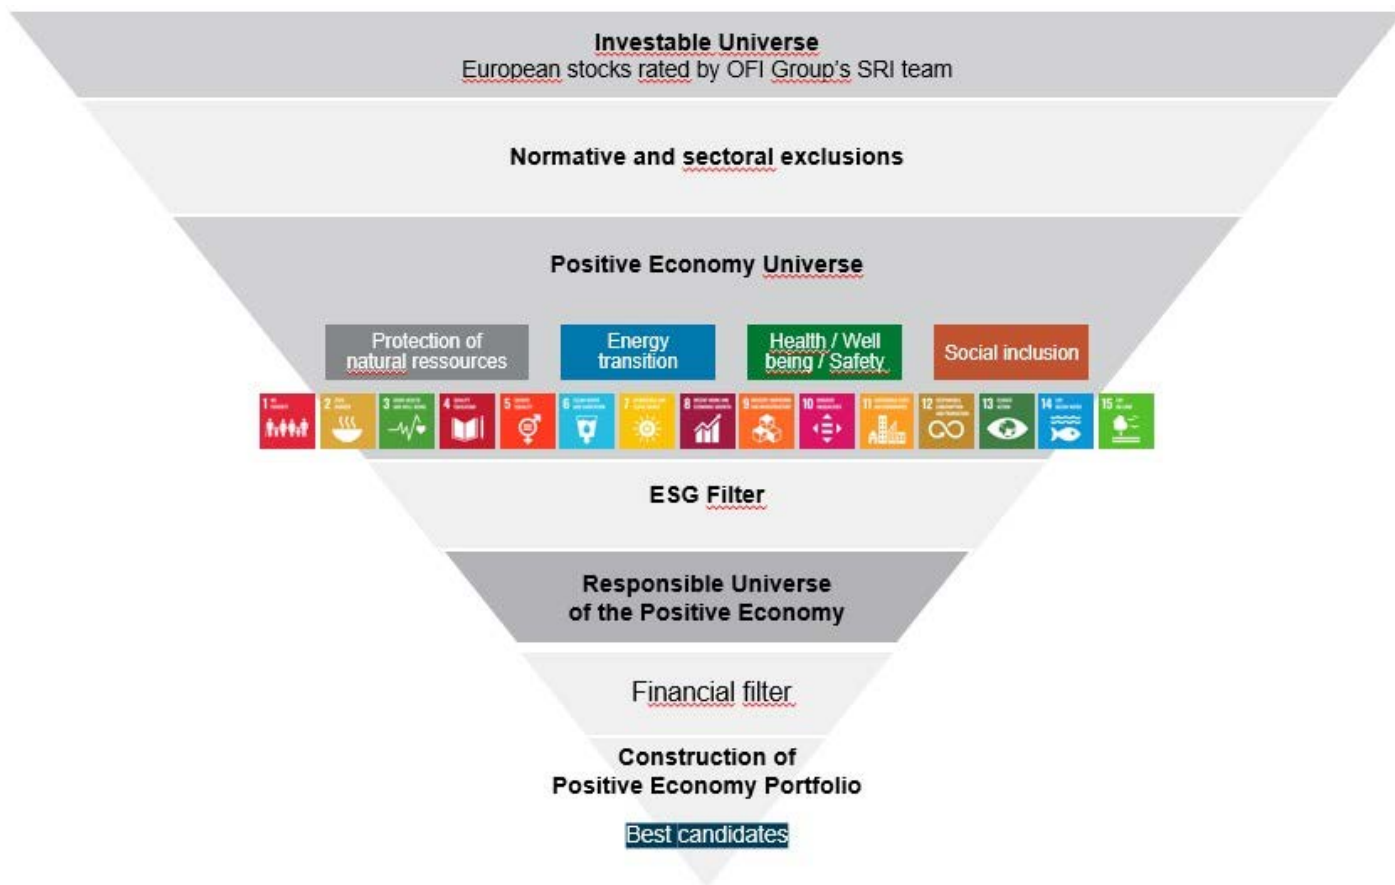 Investable Universe
European stocks rated by OFI Group's SRI team
Normative and sectoral exclusions
Positive Economy Universe
Protection of
natural ressources
Energy
transition
Health / Well
being / Safety
Social inclusion
1
2
3
4
5
6
7
8
9
10
11
12
13
14
15
ESG Filter
Responsible Universe
of the Positive Economy
Financial filter
Construction of
Positive Economy Portfolio
Best candidates